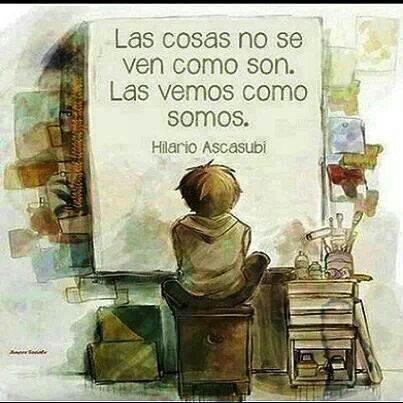 Las cosas no se
ven como son.
Las vemos como
somos.
Hilario Ascasubi